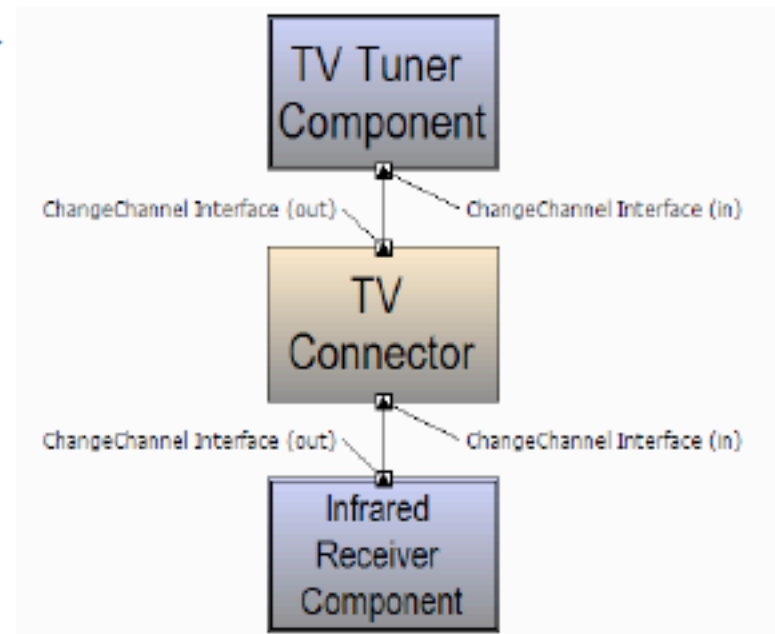 TV Tuner
Component
ChangeChannel Interface (out)
ChangeChannel Interface (in)
TV
Connector
ChangeChannel Interface (out)
ChangeChannel Interface (in)
Infrared
Receiver
Component